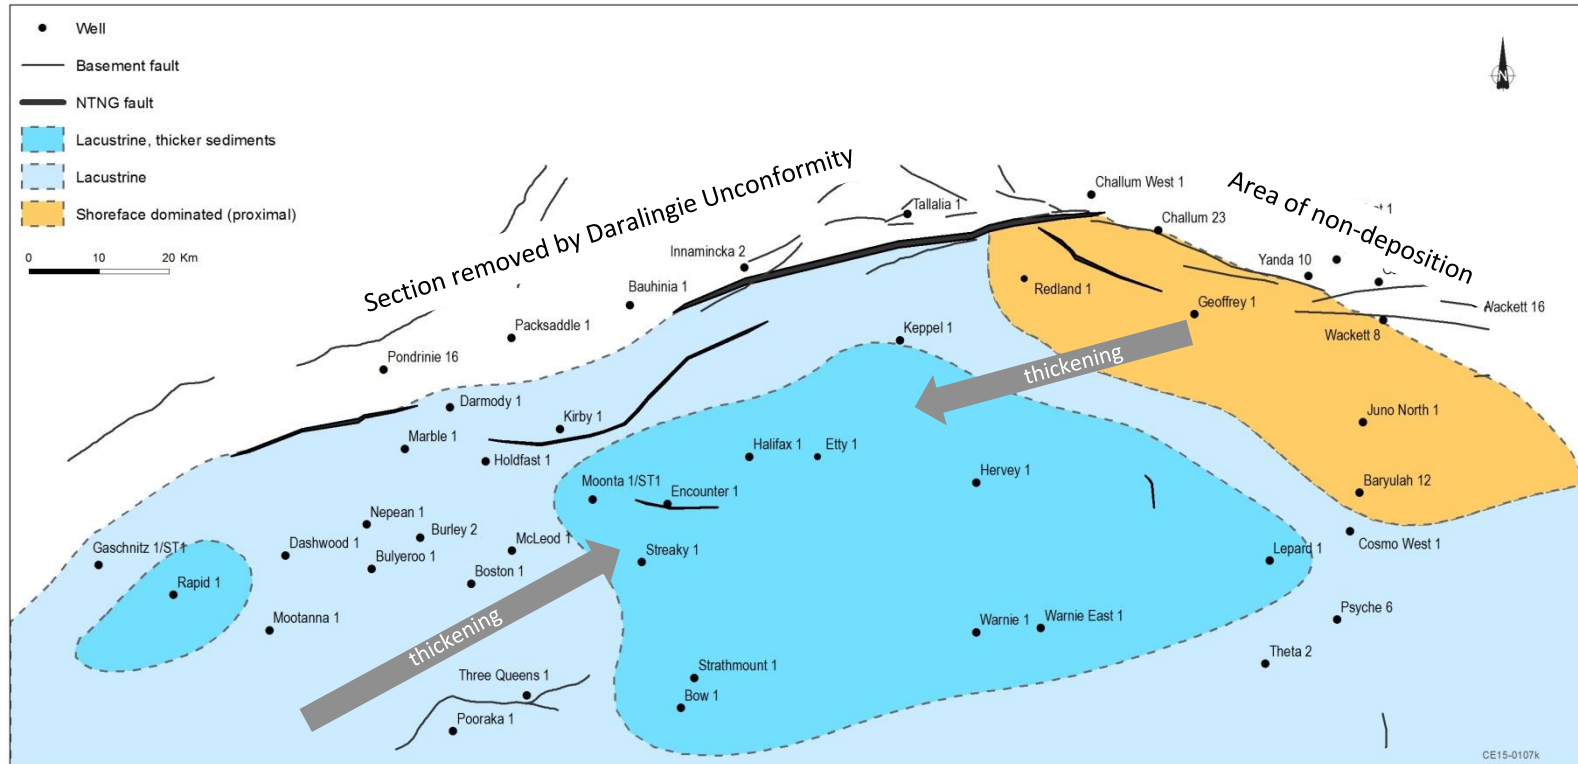 Well
Basement fault
NTNG fault
Lacustrine, thicker sediments
Lacustrine
Shoreface dominated (proximal)
0 10 20 Km
N
Section removed by Daralingie Unconformity
Area of non-deposition
Challum West 1
Tallalia 1
Challum 23
1
Innamincka 2
Yanda 10
Bauhinia 1
Redland 1
Geoffrey 1
Wackett 16
Packsaddle 1
Keppel 1
Wackett 8
Pondrinie 16
thickening
Darmody 1
Kirby 1
Juno North 1
Marble 1
Holdfast 1
Halifax 1
Etty 1
Hervey 1
Moonta 1/ST1
Encounter 1
Baryulah 12
Nepean 1
Burley 2
McLeod 1
Cosmo West 1
Gaschnitz 1/ST1
Dashwood 1
Bulyeroo 1
Streaky 1
Lepard 1
Rapid 1
Boston 1
Mootanna 1
thickening
Warnie 1
Warnie East 1
Psyche 6
Theta 2
Three Queens 1
Strathmount 1
Bow 1
Pooraka 1
CE15-0107k